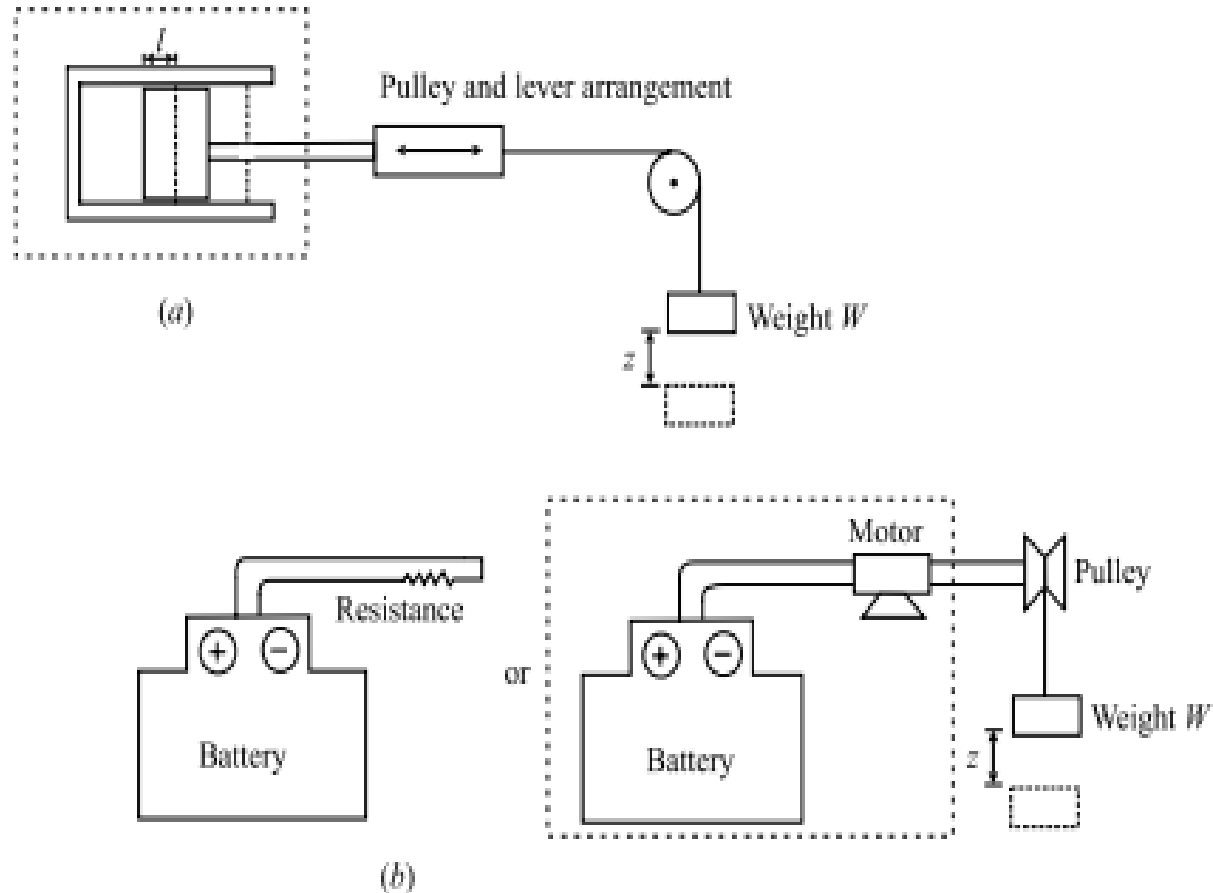 l
Pulley and lever arrangement
(a)
Weight W
z
Motor
Pulley
Resistance
+ −
or
+ −
Battery
Battery
Weight W
z
(b)